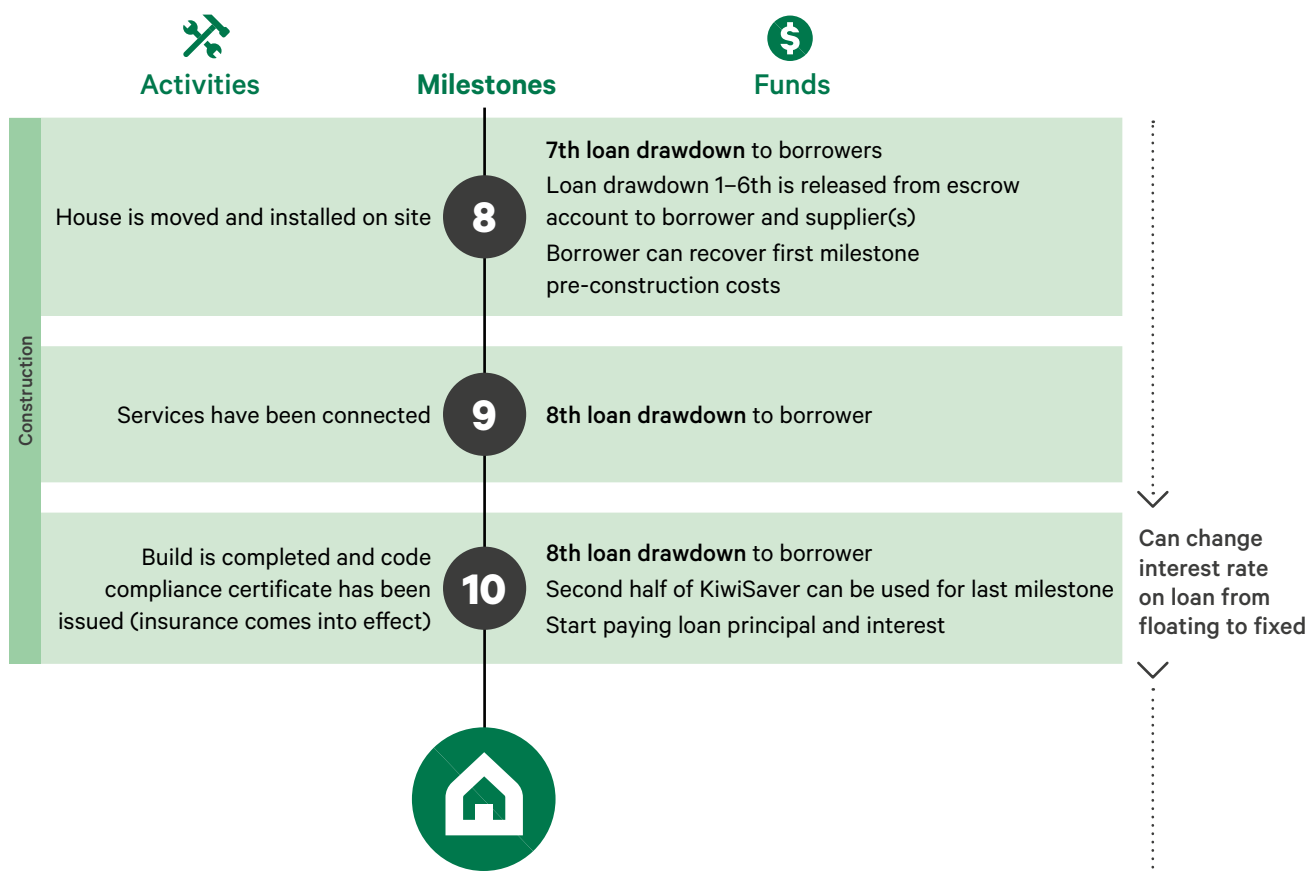 Activities
Milestones
Funds
Construction
House is moved and installed on site
8
7th loan drawdown to borrowers
Loan drawdown 1–6th is released from escrow
account to borrower and supplier(s)
Borrower can recover first milestone
pre-construction costs
Services have been connected
9
8th loan drawdown to borrower
Build is completed and code
compliance certificate has been
issued (insurance comes into effect)
10
8th loan drawdown to borrower
Second half of KiwiSaver can be used for last milestone
Start paying loan principal and interest
Can change
interest rate
on loan from
floating to fixed